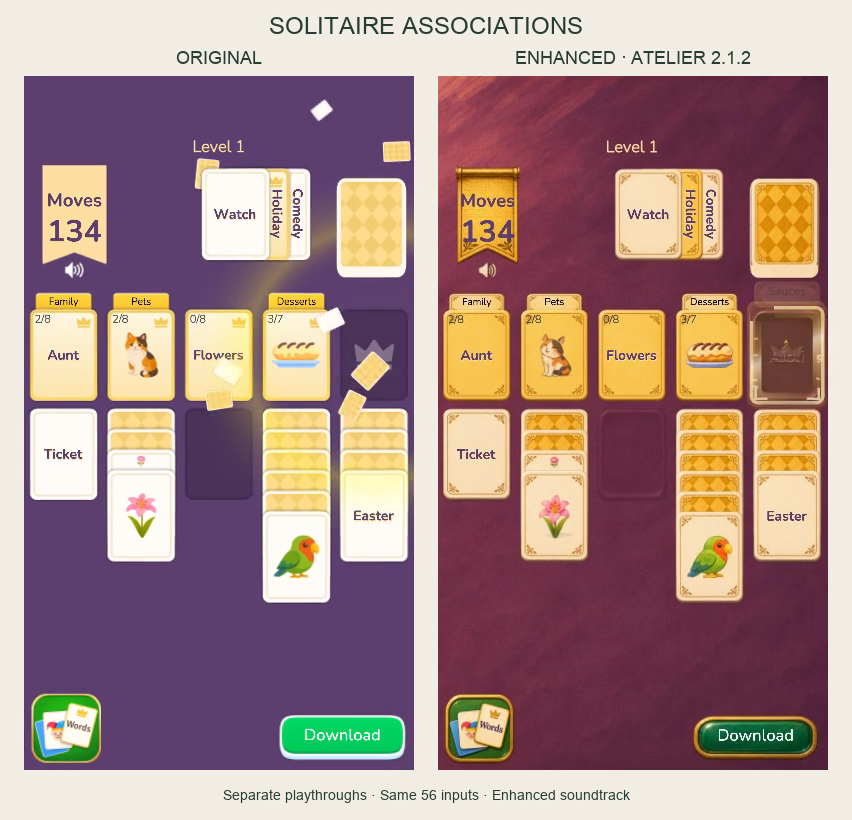 SOLITAIRE ASSOCIATIONS
ORIGINAL
ENHANCED · ATELIER 2.1.2
Level 1
Moves
134
Watch
Holiday
Comedy
Family
Pets
Desserts
2/8
2/8
0/8
3/7
Aunt
Flowers
Ticket
Easter
Words
Download
Level 1
Moves
134
Watch
Holiday
Comedy
Sauces
Family
Pets
Desserts
2/8
2/8
0/8
3/7
Aunt
Flowers
Ticket
Easter
Words
Download
Separate playthroughs · Same 56 inputs · Enhanced soundtrack